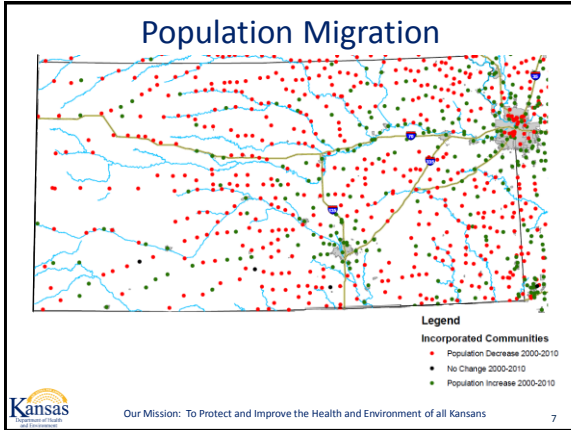 Population Migration
Legend
Incorporated Communities
Population Decrease 2000-2010
No Change 2000-2010
Population Increase 2000-2010
Kansas
Department of Health
and Environment
Our Mission: To Protect and Improve the Health and Environment of all Kansans
7